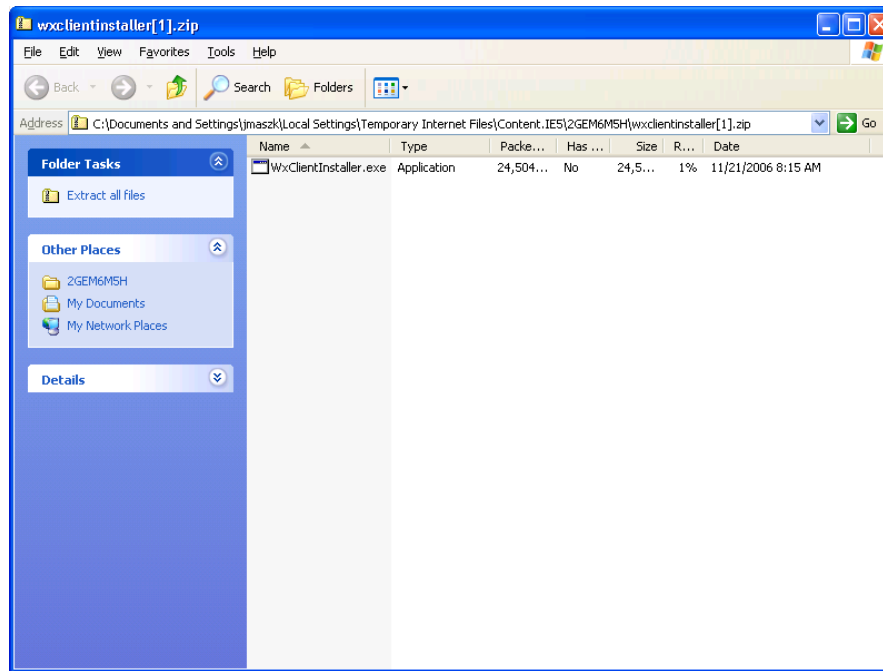 wxclientinstaller[1].zip
File Edit View Favorites Tools Help
Back Search Folders
Address C:\Documents and Settings\jmaszk\Local Settings\Temporary Internet Files\Content.IE5\2GEM6M5H\wxclientinstaller[1].zip Go
Name Type Packe... Has ... Size R... Date
WxClientInstaller.exe Application 24,504... No 24,5... 1% 11/21/2006 8:15 AM
Folder Tasks
Extract all files
Other Places
2GEM6M5H
My Documents
My Network Places
Details